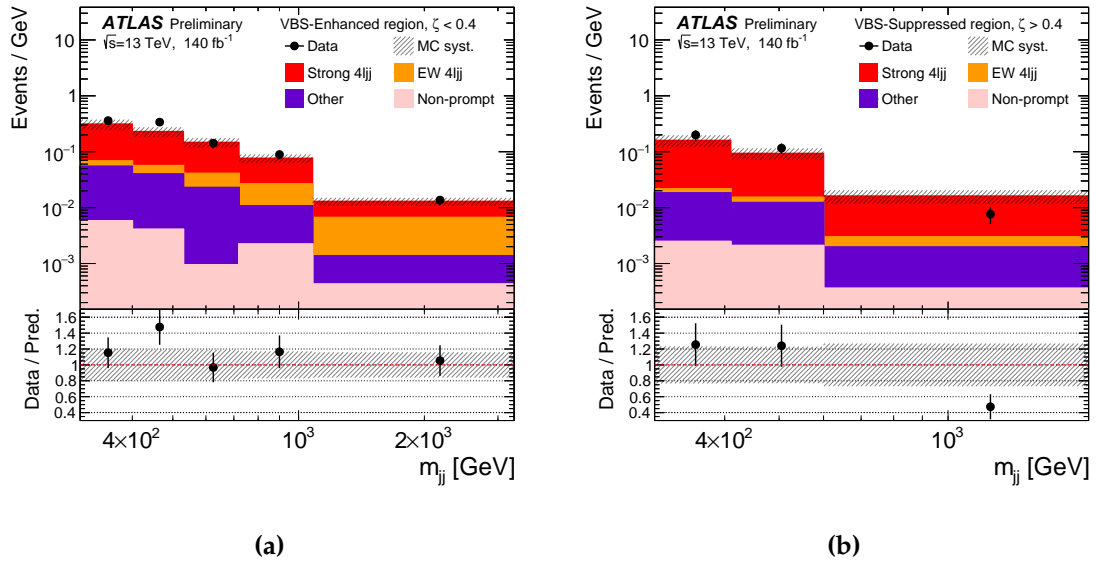 ATLAS Preliminary VBS-Enhanced region, ζ < 0.4
√s=13 TeV, 140 fb⁻¹
Data MC syst.
Strong 4ljj EW 4ljj
Other Non-prompt
Events / GeV
10
1
10⁻¹
10⁻²
10⁻³
Data / Pred.
1.6
1.4
1.2
1
0.8
0.6
0.4
4×10² 10³ 2×10³
m_jj [GeV]
(a)
ATLAS Preliminary VBS-Suppressed region, ζ > 0.4
√s=13 TeV, 140 fb⁻¹
Data MC syst.
Strong 4ljj EW 4ljj
Other Non-prompt
Events / GeV
10
1
10⁻¹
10⁻²
10⁻³
Data / Pred.
1.6
1.4
1.2
1
0.8
0.6
0.4
4×10² 10³
m_jj [GeV]
(b)